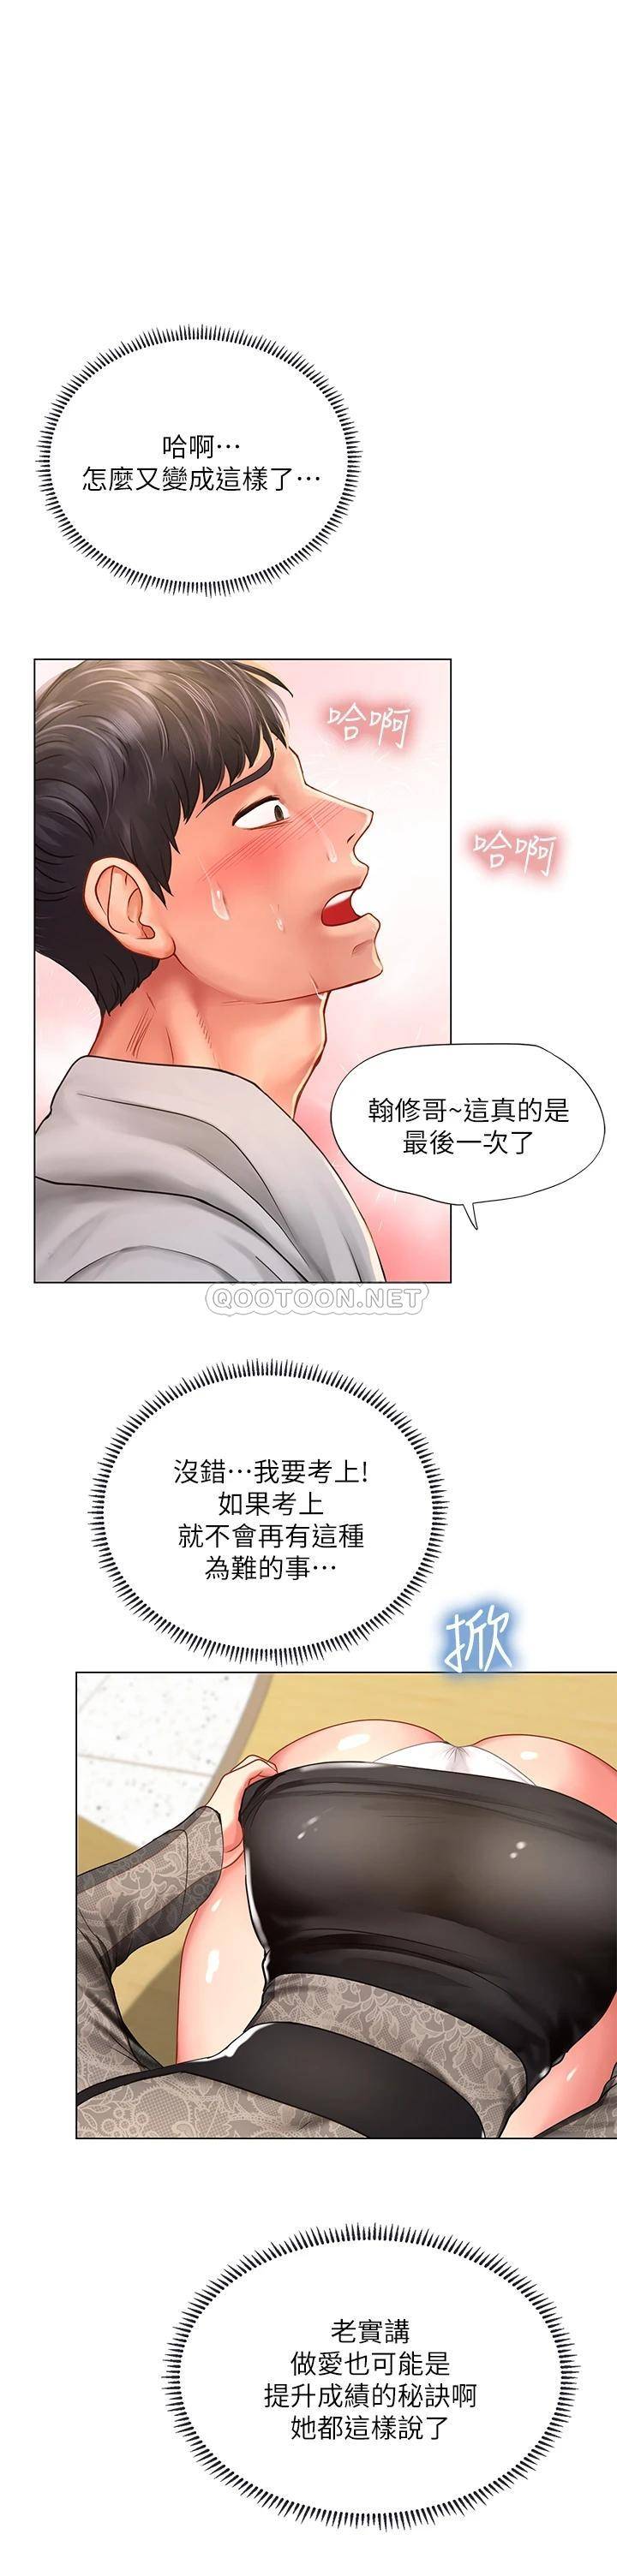 哈啊…
怎麼又變成這樣了…
哈啊
哈啊
翰修哥~這真的是
最後一次了
QOOTOON.NET
沒錯…我要考上!
如果考上
就不會再有這種
為難的事…
掀
老實講
做愛也可能是
提升成績的秘訣啊
她都這樣說了